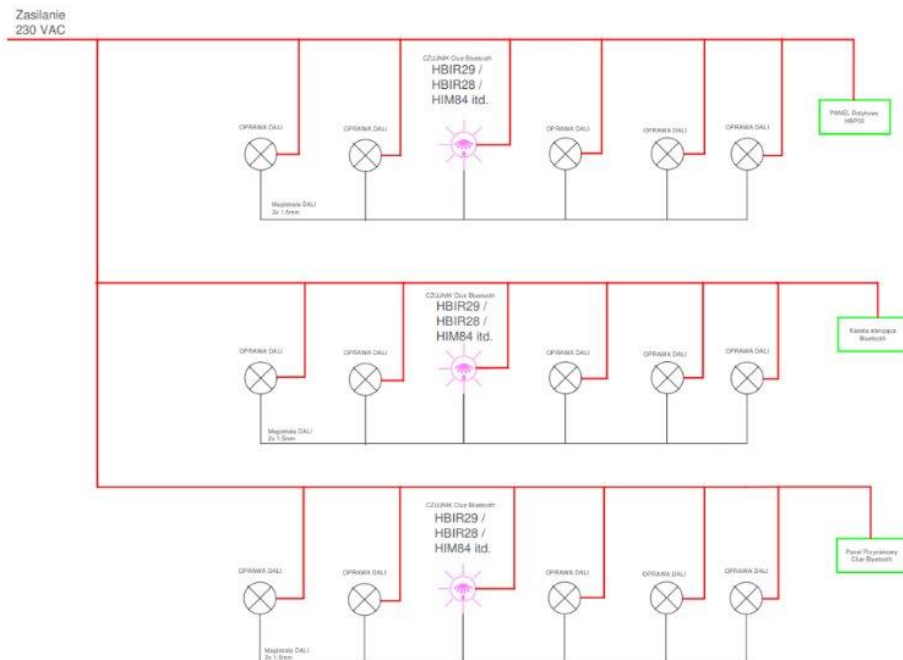 Zasilanie
230 VAC
CZUJNIK Clue Bluetooth
HBIR29 /
HBIR28 /
HIM84 itd.
PANEL Dotykowy
HBP02
OPRAWA DALI
OPRAWA DALI
OPRAWA DALI
OPRAWA DALI
OPRAWA DALI
Magistrala DALI
2x 1.5mm
CZUJNIK Clue Bluetooth
HBIR29 /
HBIR28 /
HIM84 itd.
Kaseta sterująca
Bluetooth
OPRAWA DALI
OPRAWA DALI
OPRAWA DALI
OPRAWA DALI
OPRAWA DALI
Magistrala DALI
2x 1.5mm
CZUJNIK Clue Bluetooth
HBIR29 /
HBIR28 /
HIM84 itd.
Panel Przyciskowy
Clue Bluetooth
OPRAWA DALI
OPRAWA DALI
OPRAWA DALI
OPRAWA DALI
OPRAWA DALI
Magistrala DALI
2x 1.5mm